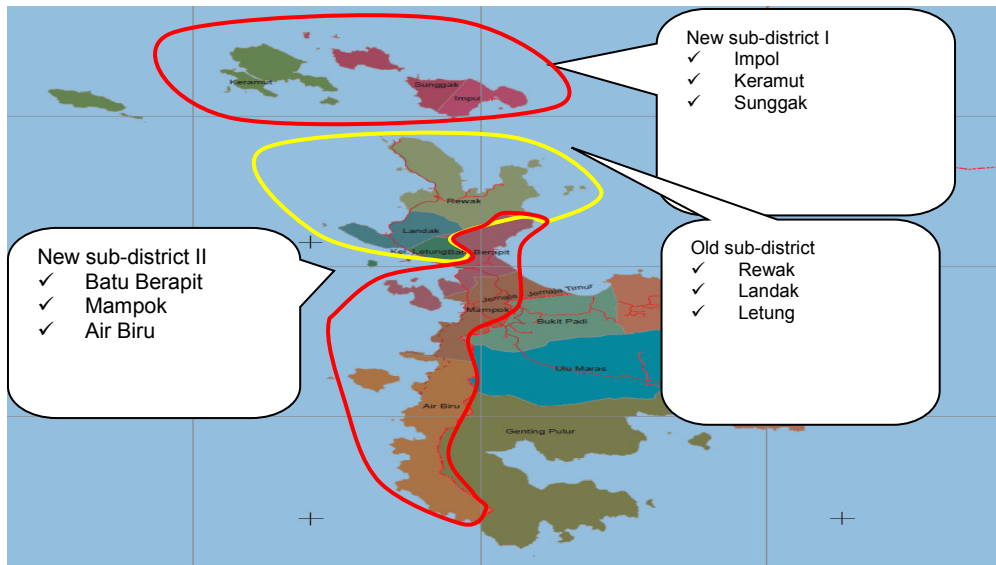 New sub-district I
✓ Impol
✓ Keramut
✓ Sunggak
Keramut
Sunggak
Impul
Rewak
Landak
Kel. Letung
Batu Berapit
New sub-district II
✓ Batu Berapit
✓ Mampok
✓ Air Biru
Old sub-district
✓ Rewak
✓ Landak
✓ Letung
Jemaja Jemaja Timur
Mampok
Bukit Padi
Ulu Maras
Air Biru
Genting Pulur